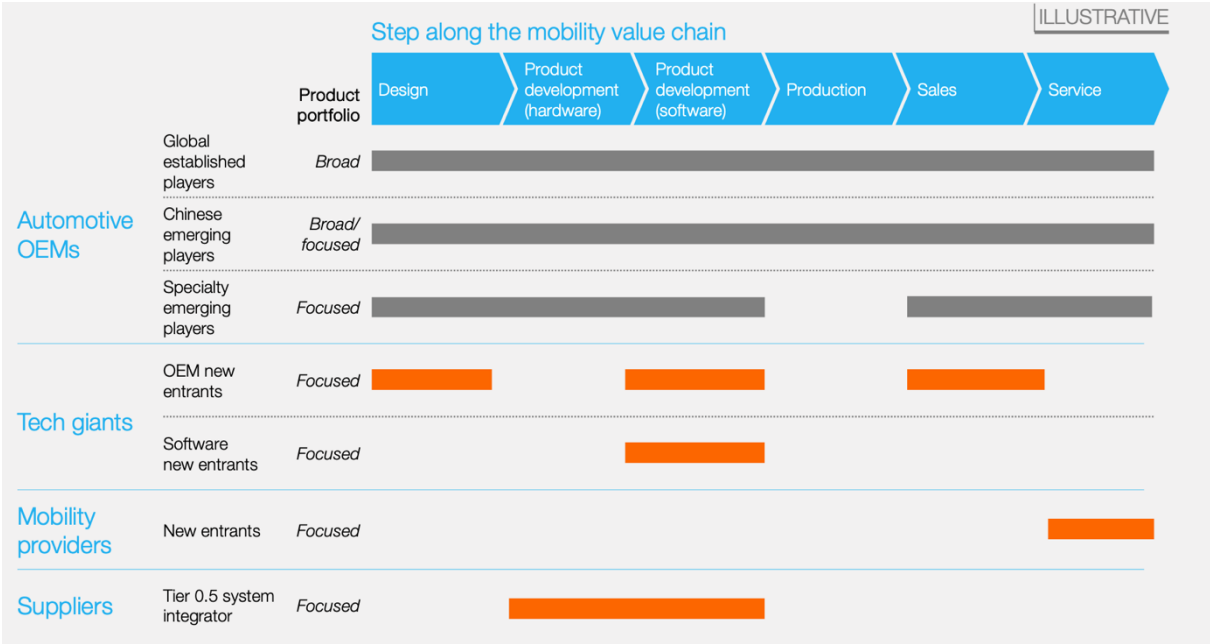 ILLUSTRATIVE
Step along the mobility value chain
Product
portfolio
Design
Product
development
(hardware)
Product
development
(software)
Production
Sales
Service
Automotive
OEMs
Global
established
players
Broad
Chinese
emerging
players
Broad/
focused
Specialty
emerging
players
Focused
Tech giants
OEM new
entrants
Focused
Software
new entrants
Focused
Mobility
providers
New entrants
Focused
Suppliers
Tier 0.5 system
integrator
Focused